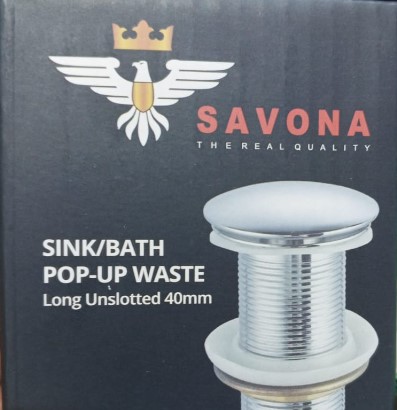 SAVONA
THE REAL QUALITY
SINK/BATH
POP-UP WASTE
Long Unslotted 40mm